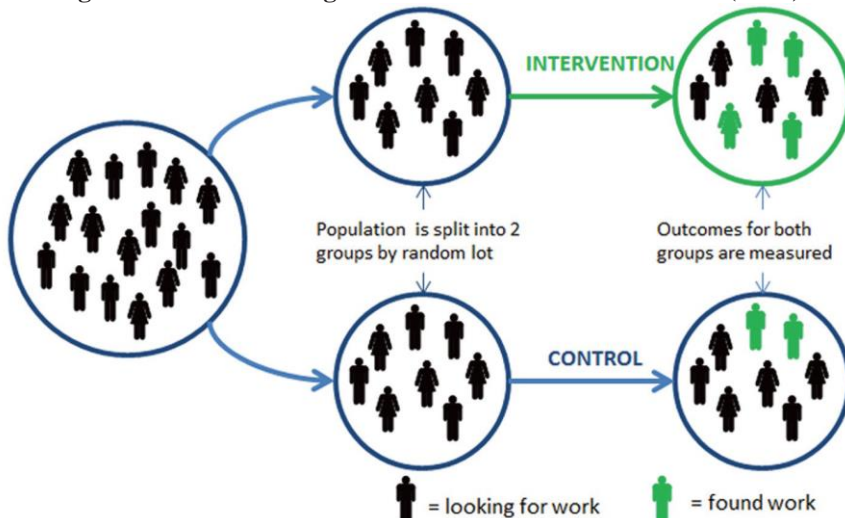 INTERVENTION
Population is split into 2
groups by random lot
Outcomes for both
groups are measured
CONTROL
= looking for work
= found work